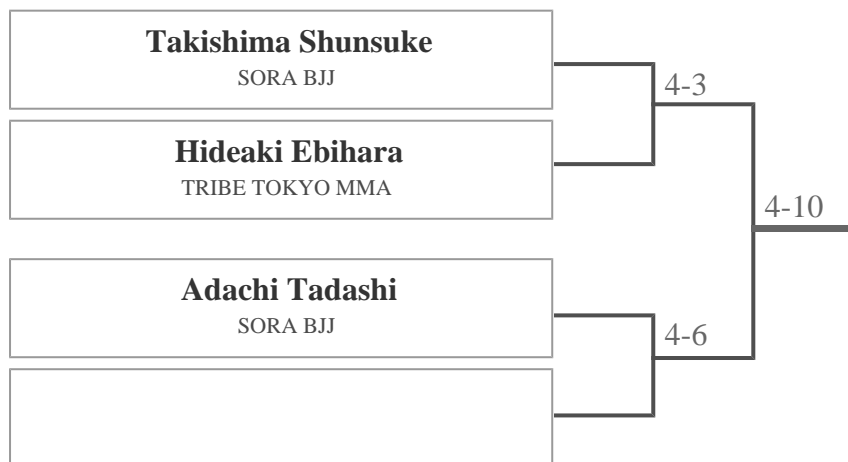 Takishima Shunsuke
SORA BJJ
4-3
Hideaki Ebihara
TRIBE TOKYO MMA
4-10
Adachi Tadashi
SORA BJJ
4-6